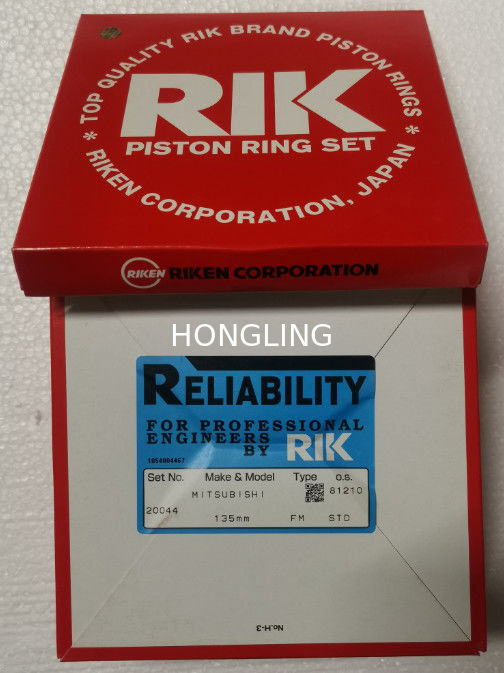 * TOP QUALITY RIK BRAND PISTON RINGS *
RIK
PISTON RING SET
RIKEN CORPORATION, JAPAN
RIKEN RIKEN CORPORATION
HONGLING
RELIABILITY
FOR PROFESSIONAL
ENGINEERS
BY RIK
1054004467
Set No. Make & Model Type O.S.
MITSUBISHI 81210
20044
135mm FM STD
No.H-3